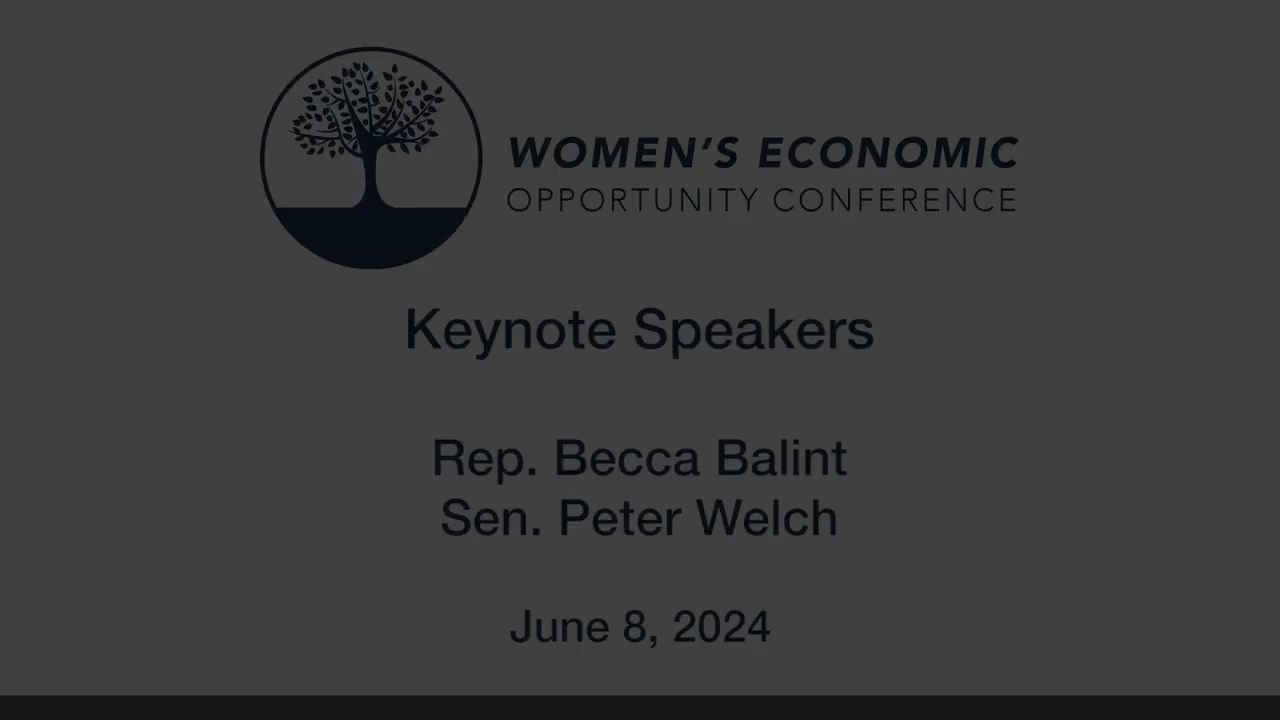 WOMEN'S ECONOMIC
OPPORTUNITY CONFERENCE
Keynote Speakers
Rep. Becca Balint
Sen. Peter Welch
June 8, 2024